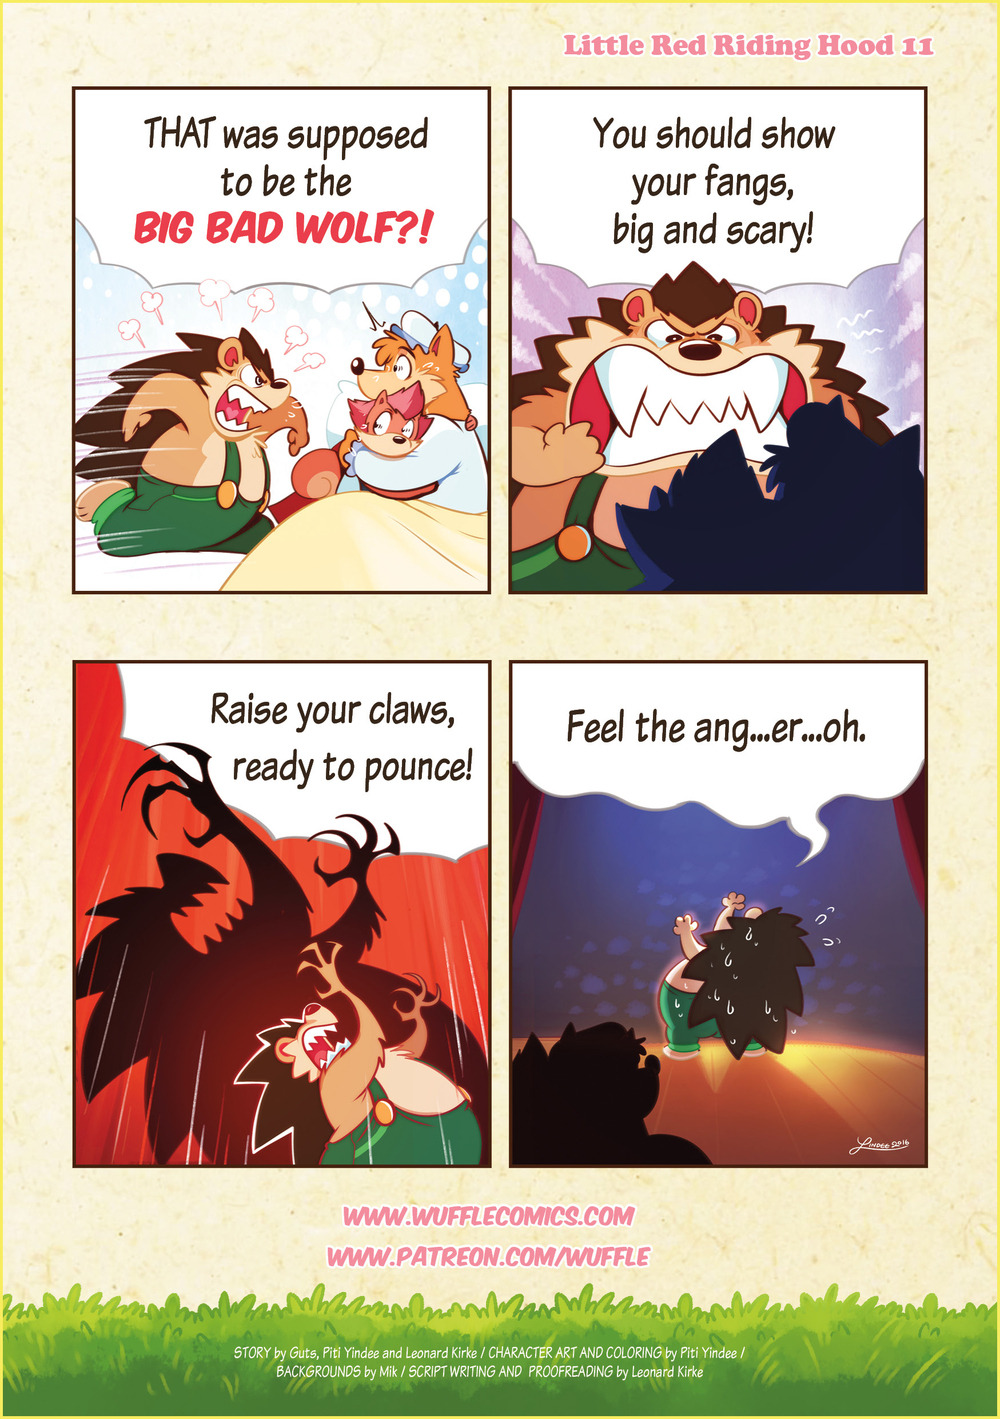 Little Red Riding Hood 11
THAT was supposed
to be the
BIG BAD WOLF?!
You should show
your fangs,
big and scary!
Raise your claws,
ready to pounce!
Feel the ang...er...oh.
YINDEE 2016
WWW.WUFFLECOMICS.COM
WWW.PATREON.COM/WUFFLE
STORY by Guts, Piti Yindee and Leonard Kirke / CHARACTER ART AND COLORING by Piti Yindee /
BACKGROUNDS by Mik / SCRIPT WRITING AND PROOFREADING by Leonard Kirke